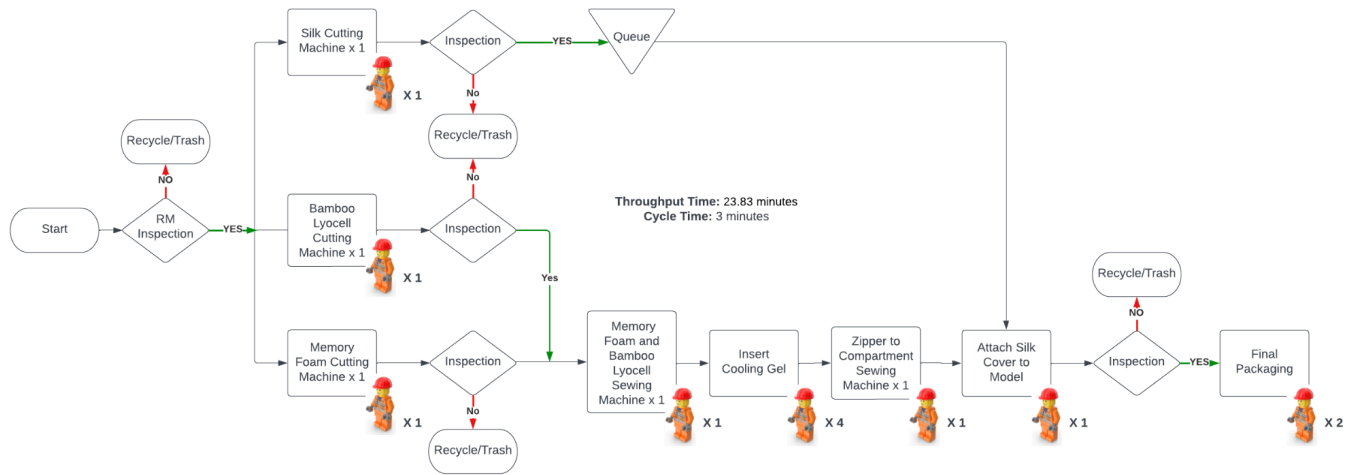 Silk Cutting
Machine x 1
X 1
Inspection
YES
Queue
No
Recycle/Trash
Recycle/Trash
NO
No
Start
RM
Inspection
YES
Bamboo
Lyocell
Cutting
Machine x 1
X 1
Inspection
Yes
Throughput Time: 23.83 minutes
Cycle Time: 3 minutes
Memory
Foam Cutting
Machine x 1
X 1
Inspection
No
Recycle/Trash
Memory
Foam and
Bamboo
Lyocell
Sewing
Machine x 1
X 1
Insert
Cooling Gel
X 4
Zipper to
Compartment
Sewing
Machine x 1
X 1
Attach Silk
Cover to
Model
X 1
Recycle/Trash
NO
Inspection
YES
Final
Packaging
X 2